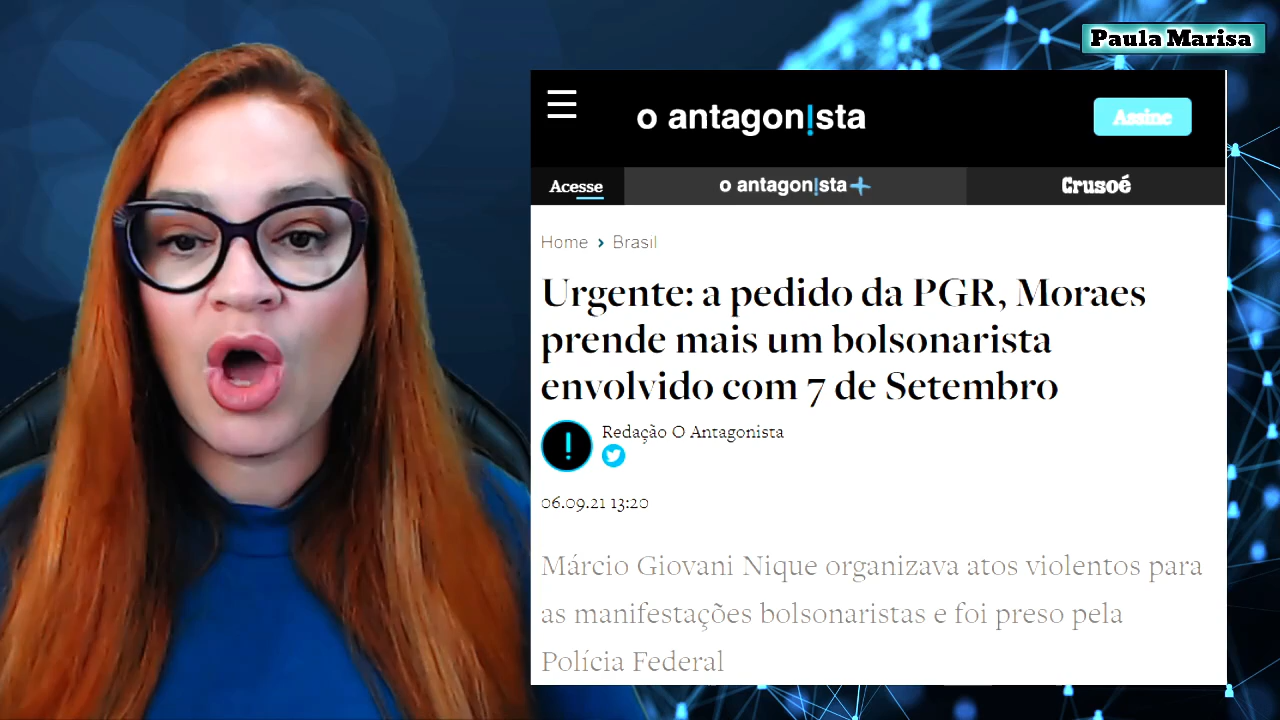 Paula Marisa
o antagon!sta
Assine
Acesse
o antagon!sta+
Crusoé
Home › Brasil
Urgente: a pedido da PGR, Moraes
prende mais um bolsonarista
envolvido com 7 de Setembro
!
Redação O Antagonista
06.09.21 13:20
Márcio Giovani Nique organizava atos violentos para
as manifestações bolsonaristas e foi preso pela
Polícia Federal